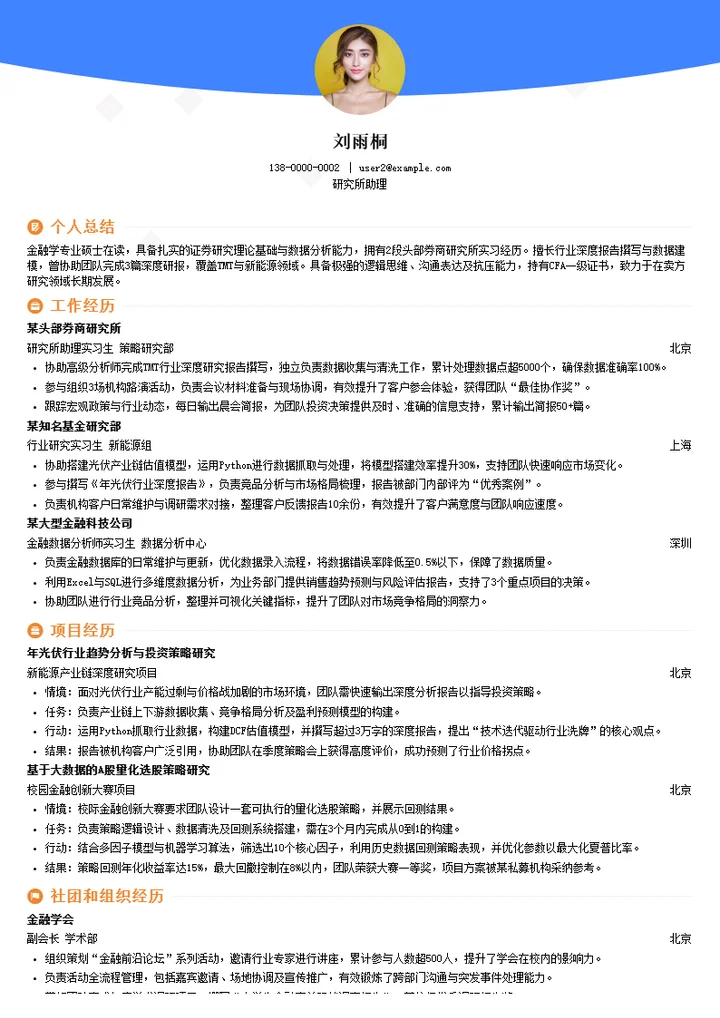 刘雨桐
138-0000-0002 | user2@example.com
研究所助理
个人总结
金融学专业硕士在读，具备扎实的证券研究理论基础与数据分析能力，拥有2段头部券商研究所实习经历。擅长行业深度报告撰写与数据建
模，曾协助团队完成3篇深度研报，覆盖TMT与新能源领域。具备极强的逻辑思维、沟通表达及抗压能力，持有CFA一级证书，致力于在卖方
研究领域长期发展。
工作经历
某头部券商研究所
研究所助理实习生 策略研究部 北京
• 协助高级分析师完成TMT行业深度研究报告撰写，独立负责数据收集与清洗工作，累计处理数据点超5000个，确保数据准确率100%。
• 参与组织3场机构路演活动，负责会议材料准备与现场协调，有效提升了客户参会体验，获得团队“最佳协作奖”。
• 跟踪宏观政策与行业动态，每日输出晨会简报，为团队投资决策提供及时、准确的信息支持，累计输出简报50+篇。
某知名基金研究部
行业研究实习生 新能源组 上海
• 协助搭建光伏产业链估值模型，运用Python进行数据抓取与处理，将模型搭建效率提升30%，支持团队快速响应市场变化。
• 参与撰写《年光伏行业深度报告》，负责竞品分析与市场格局梳理，报告被部门内部评为“优秀案例”。
• 负责机构客户日常维护与调研需求对接，整理客户反馈报告10余份，有效提升了客户满意度与团队响应速度。
某大型金融科技公司
金融数据分析师实习生 数据分析中心 深圳
• 负责金融数据库的日常维护与更新，优化数据录入流程，将数据错误率降低至0.5%以下，保障了数据质量。
• 利用Excel与SQL进行多维度数据分析，为业务部门提供销售趋势预测与风险评估报告，支持了3个重点项目的决策。
• 协助团队进行行业竞品分析，整理并可视化关键指标，提升了团队对市场竞争格局的洞察力。
项目经历
年光伏行业趋势分析与投资策略研究
新能源产业链深度研究项目 北京
• 情境：面对光伏行业产能过剩与价格战加剧的市场环境，团队需快速输出深度分析报告以指导投资策略。
• 任务：负责产业链上下游数据收集、竞争格局分析及盈利预测模型的构建。
• 行动：运用Python抓取行业数据，构建DCF估值模型，并撰写超过3万字的深度报告，提出“技术迭代驱动行业洗牌”的核心观点。
• 结果：报告被机构客户广泛引用，协助团队在季度策略会上获得高度评价，成功预测了行业价格拐点。
基于大数据的A股量化选股策略研究
校园金融创新大赛项目 北京
• 情境：校际金融创新大赛要求团队设计一套可执行的量化选股策略，并展示回测结果。
• 任务：负责策略逻辑设计、数据清洗及回测系统搭建，需在3个月内完成从0到1的构建。
• 行动：结合多因子模型与机器学习算法，筛选出10个核心因子，利用历史数据回测策略表现，并优化参数以最大化夏普比率。
• 结果：策略回测年化收益率达15%，最大回撤控制在8%以内，团队荣获大赛一等奖，项目方案被某私募机构采纳参考。
社团和组织经历
金融学会
副会长 学术部 北京
• 组织策划“金融前沿论坛”系列活动，邀请行业专家进行讲座，累计参与人数超500人，提升了学会在校内的影响力。
• 负责活动全流程管理，包括嘉宾邀请、场地协调及宣传推广，有效锻炼了跨部门沟通与突发事件处理能力。